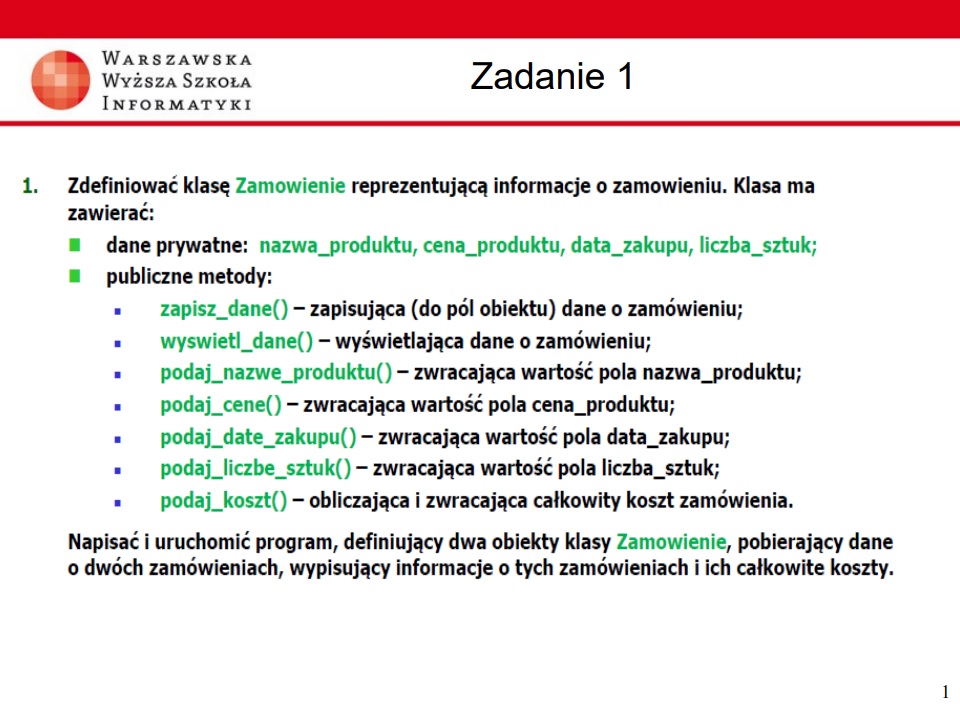 WARSZAWSKA
WYŻSZA SZKOŁA
INFORMATYKI
Zadanie 1
1. Zdefiniować klasę Zamowienie reprezentującą informacje o zamowieniu. Klasa ma
zawierać:
dane prywatne: nazwa_produktu, cena_produktu, data_zakupu, liczba_sztuk;
publiczne metody:
zapisz_dane() – zapisująca (do pól obiektu) dane o zamówieniu;
wyswietl_dane() – wyświetlająca dane o zamówieniu;
podaj_nazwe_produktu() – zwracająca wartość pola nazwa_produktu;
podaj_cene() – zwracająca wartość pola cena_produktu;
podaj_date_zakupu() – zwracająca wartość pola data_zakupu;
podaj_liczbe_sztuk() – zwracająca wartość pola liczba_sztuk;
podaj_koszt() – obliczająca i zwracająca całkowity koszt zamówienia.
Napisać i uruchomić program, definiujący dwa obiekty klasy Zamowienie, pobierający dane
o dwóch zamówieniach, wypisujący informacje o tych zamówieniach i ich całkowite koszty.
1